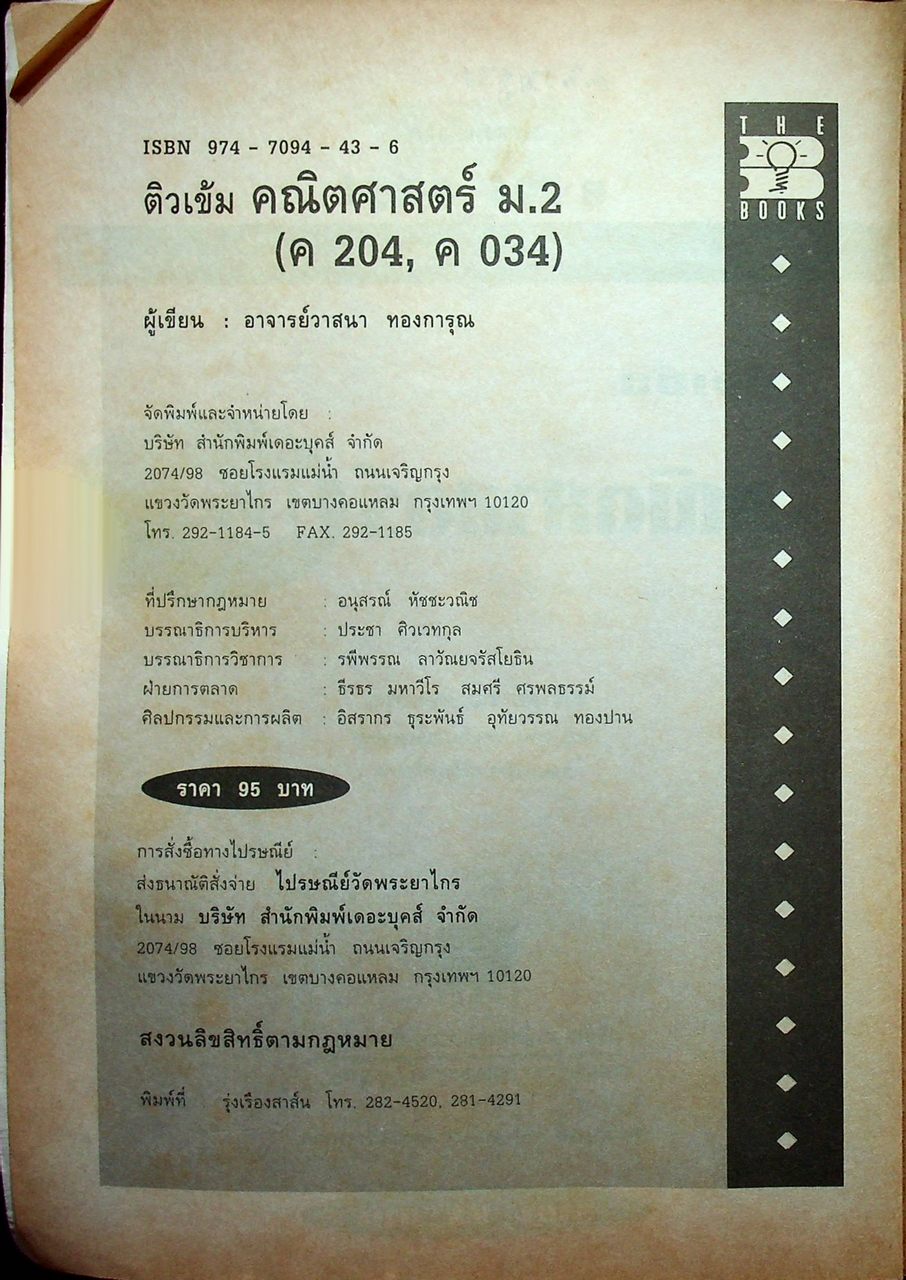 THE
BOOKS
ISBN 974 - 7094 - 43 - 6
ติวเข้ม คณิตศาสตร์ ม.2
(ค 204, ค 034)
ผู้เขียน : อาจารย์วาสนา ทองการุณ
จัดพิมพ์และจำหน่ายโดย :
บริษัท สำนักพิมพ์เดอะบุคส์ จำกัด
2074/98 ซอยโรงแรมแม่น้ำ ถนนเจริญกรุง
แขวงวัดพระยาไกร เขตบางคอแหลม กรุงเทพฯ 10120
โทร. 292-1184-5 FAX. 292-1185
ที่ปรึกษากฎหมาย : อนุสรณ์ หัชชะวณิช
บรรณาธิการบริหาร : ประชา ศิวเวทกุล
บรรณาธิการวิชาการ : รพีพรรณ ลาวัณยจรัสโยธิน
ฝ่ายการตลาด : ธีรธร มหาวีโร สมศรี ศรพลธรรม์
ศิลปกรรมและการผลิต : อิสรากร ธุระพันธ์ อุทัยวรรณ ทองปาน
ราคา 95 บาท
การสั่งซื้อทางไปรษณีย์ :
ส่งธนาณัติสั่งจ่าย ไปรษณีย์วัดพระยาไกร
ในนาม บริษัท สำนักพิมพ์เดอะบุคส์ จำกัด
2074/98 ซอยโรงแรมแม่น้ำ ถนนเจริญกรุง
แขวงวัดพระยาไกร เขตบางคอแหลม กรุงเทพฯ 10120
สงวนลิขสิทธิ์ตามกฎหมาย
พิมพ์ที่ รุ่งเรืองสาส์น โทร. 282-4520, 281-4291